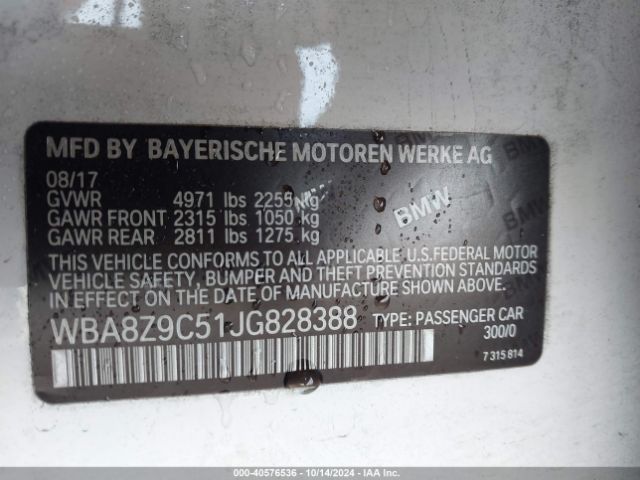 MFD BY BAYERISCHE MOTOREN WERKE AG
08/17
GVWR 4971 lbs 2255 kg
GAWR FRONT 2315 lbs 1050 kg
GAWR REAR 2811 lbs 1275 kg
BMW
THIS VEHICLE CONFORMS TO ALL APPLICABLE U.S.FEDERAL MOTOR
VEHICLE SAFETY, BUMPER AND THEFT PREVENTION STANDARDS
IN EFFECT ON THE DATE OF MANUFACTURE SHOWN ABOVE.
WBA8Z9C51JG828388 TYPE: PASSENGER CAR
300/0
7 315 814
000-40576536 - 10/14/2024 - IAA Inc. (c)